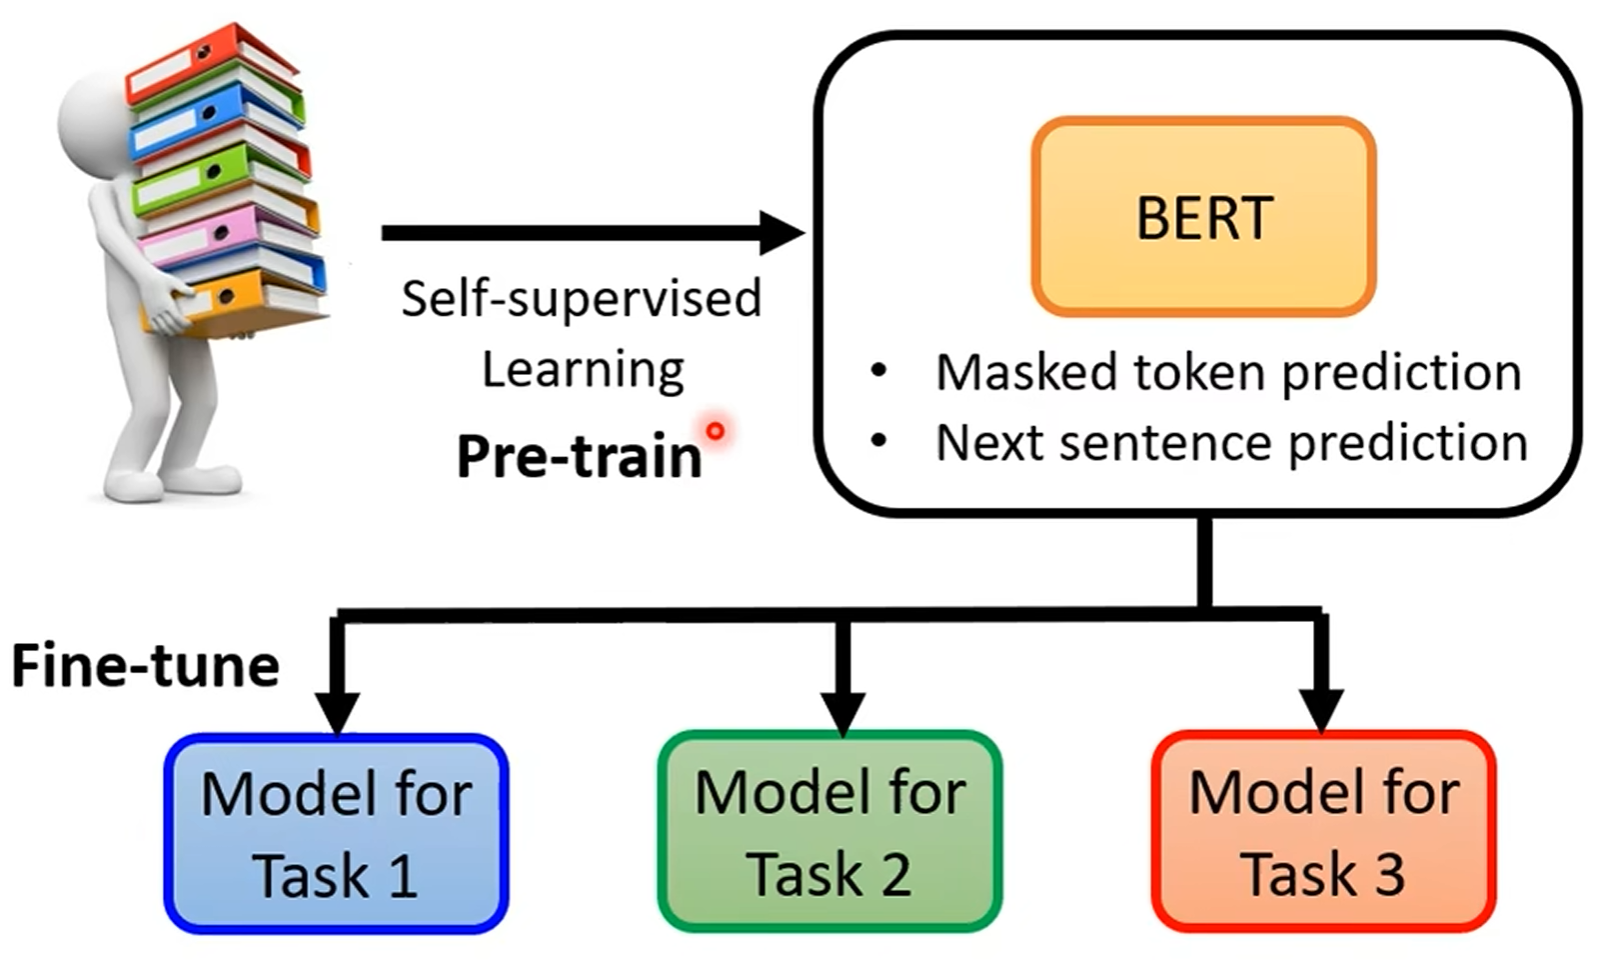 BERT
Self-supervised
Learning
Pre-train
• Masked token prediction
• Next sentence prediction
Fine-tune
Model for
Task 1
Model for
Task 2
Model for
Task 3